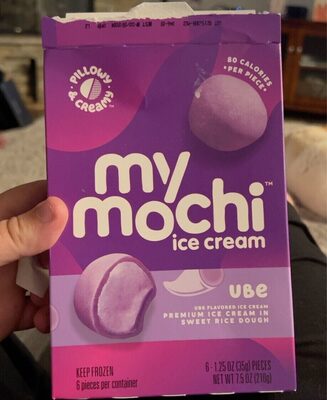 PILLOWY
& CREAMY™
80 CALORIES
• PER PIECE •
my
mochi™
ice cream
ube
UBE FLAVORED ICE CREAM
PREMIUM ICE CREAM IN
SWEET RICE DOUGH
KEEP FROZEN
6 pieces per container
6 - 1.25 OZ (35g) PIECES
NET WT 7.5 OZ (210g)